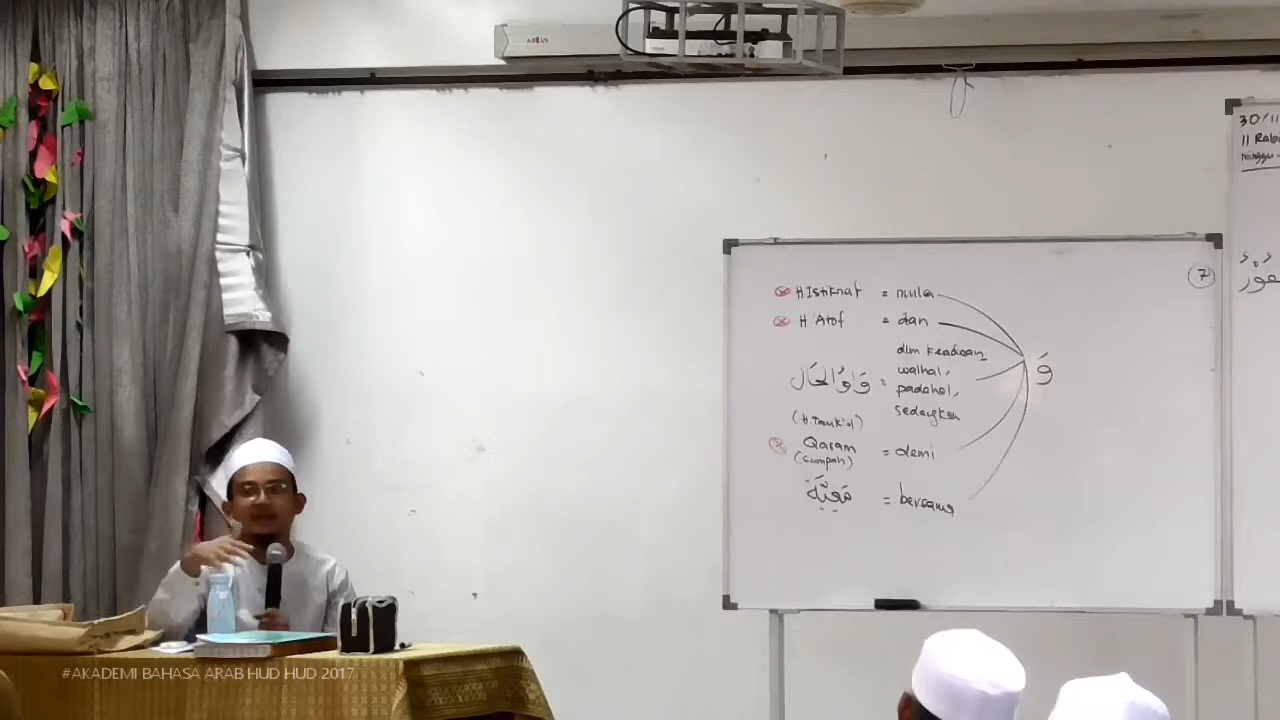 30/11
11 Rabi
Minggu
7
H Istiknaf = mula
H Atof = dan
وَ
dlm keadaan
walhal,
وَاوُ الحَال =
padahal,
sedangkan
(H. Taukid)
Qasam = demi
(Sumpah)
مَعِيَّة = bersama
#AKADEMI BAHASA ARAB HUD HUD 2017